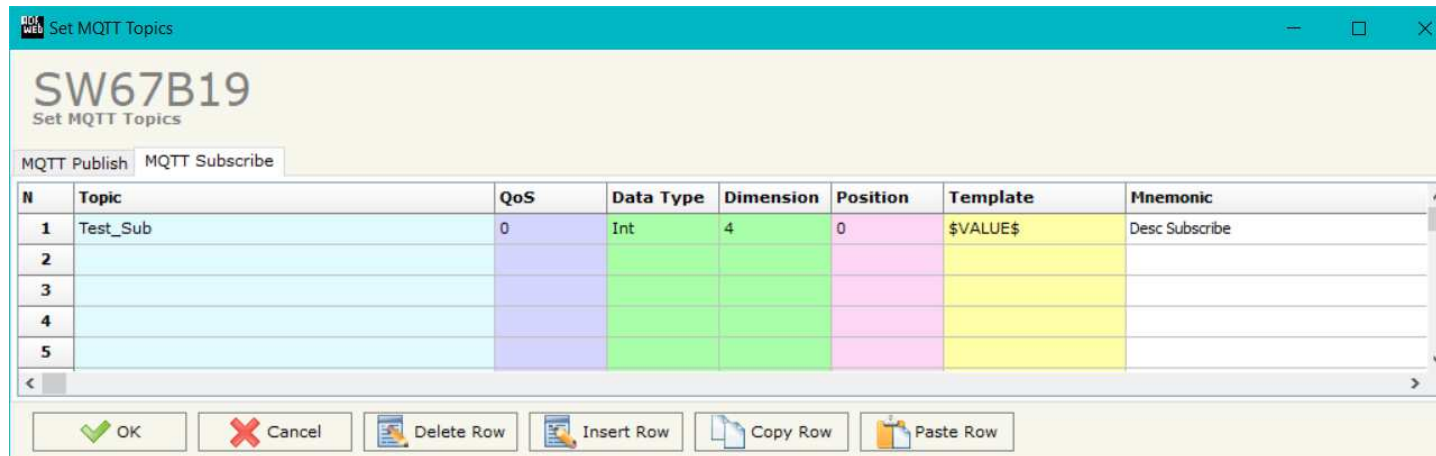 ADF
WEB
Set MQTT Topics
SW67B19
Set MQTT Topics
MQTT Publish MQTT Subscribe
N Topic QoS Data Type Dimension Position Template Mnemonic
1 Test_Sub 0 Int 4 0 $VALUE$ Desc Subscribe
2
3
4
5
OK Cancel Delete Row Insert Row Copy Row Paste Row